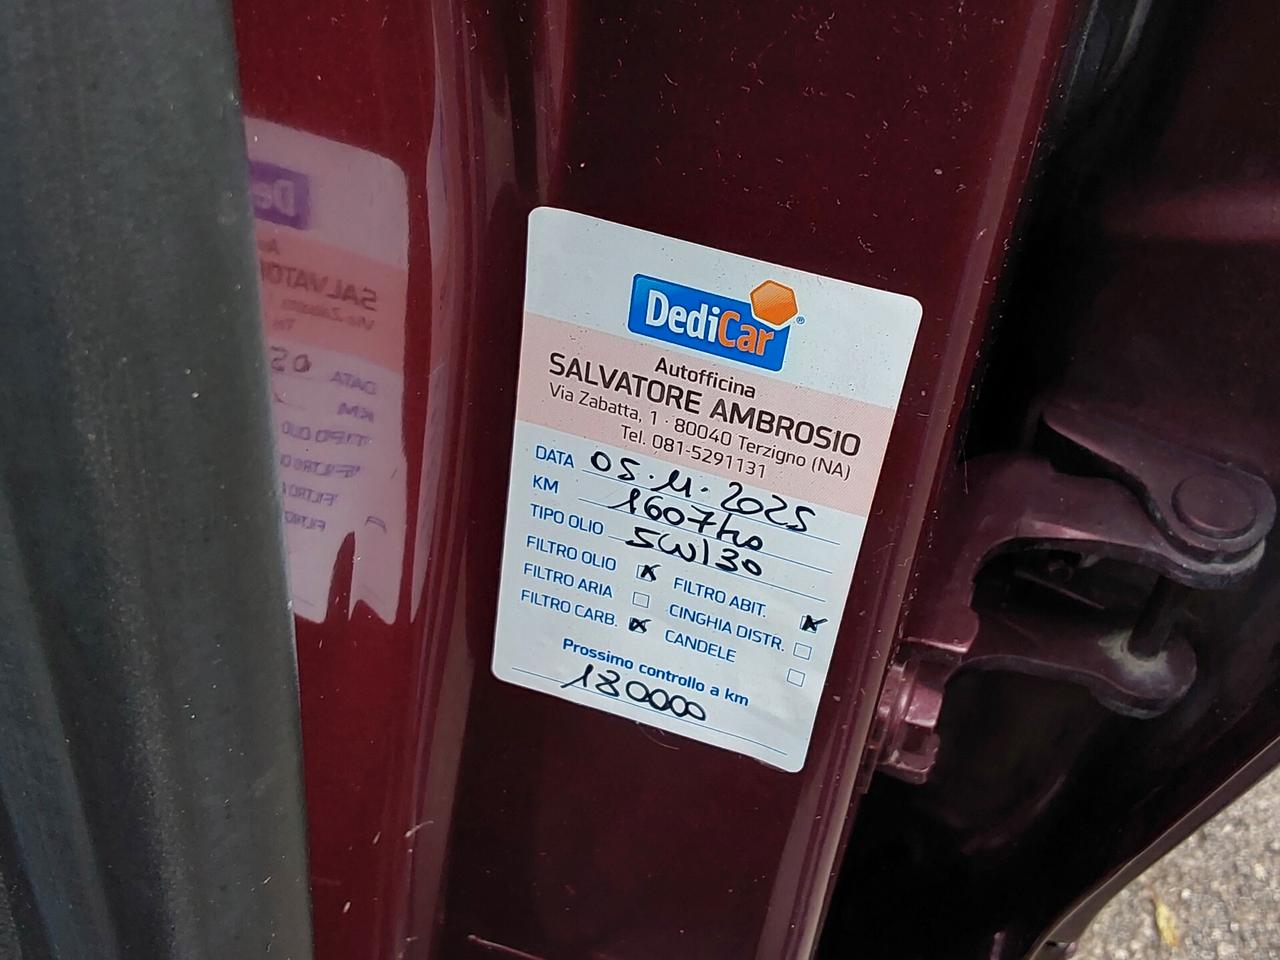 DediCar®
Autofficina
SALVATORE AMBROSIO
Via Zabatta, 1 · 80040 Terzigno (NA)
Tel. 081-5291131
DATA 05.11.2025
KM 160740
TIPO OLIO 5W130
FILTRO OLIO FILTRO ABIT.
FILTRO ARIA CINGHIA DISTR.
FILTRO CARB. CANDELE
Prossimo controllo a km
180000